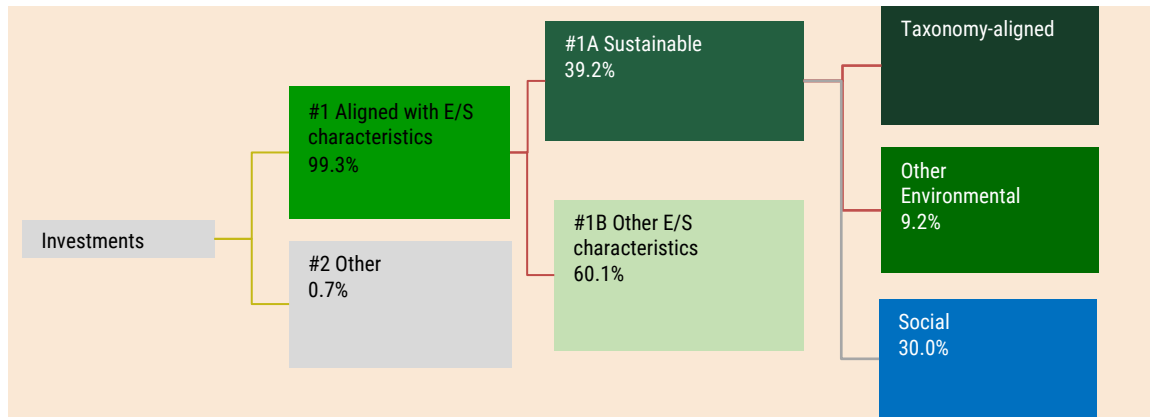 Investments
#1 Aligned with E/S
characteristics
99.3%
#2 Other
0.7%
#1A Sustainable
39.2%
#1B Other E/S
characteristics
60.1%
Taxonomy-aligned
Other
Environmental
9.2%
Social
30.0%